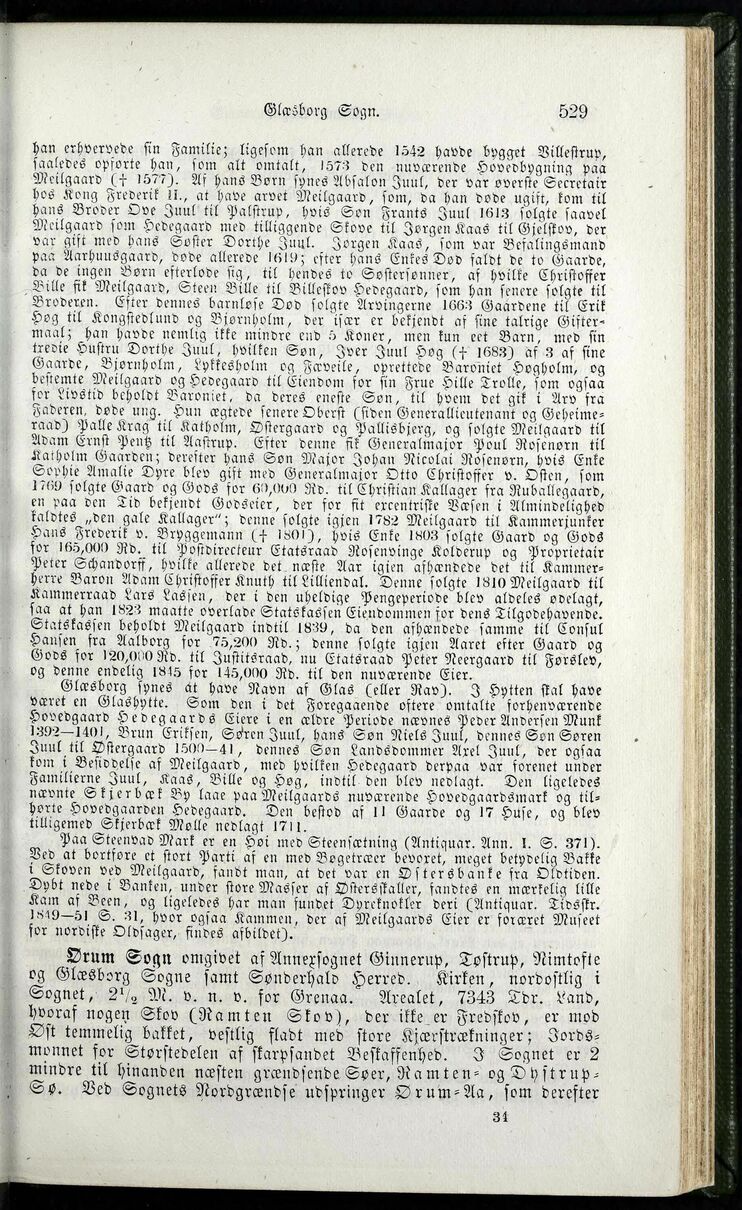 Glæsborg Sogn. 529
han erhvervede sin Familie; ligesom han allerede 1542 havde bygget Villestrup,
saaledes opførte han, som alt omtalt, 1573 den nuværende Hovedbygning paa
Meilgaard († 1577). Af hans Børn synes Absalon Juul, der var øverste Secretair
hos Kong Frederik II., at have arvet Meilgaard, som, da han døde ugift, kom til
hans Broder Ove Juul til Palstrup, hvis Søn Frants Juul 1613 solgte saavel
Meilgaard som Hedegaard med tilliggende Skove til Jørgen Kaas til Gjelskov, der
var gift med hans Søster Dorthe Juul. Jørgen Kaas, som var Befalingsmand
paa Aarhuusgaard, døde allerede 1619; efter hans Enkes Død faldt de to Gaarde,
da de ingen Børn efterlode sig, til hendes to Søstersønner, af hvilke Christoffer
Bille fik Meilgaard, Steen Bille til Billeskov Hedegaard, som han senere solgte til
Broderen. Efter dennes barnløse Død solgte Arvingerne 1663 Gaardene til Erik
Høg til Kongstedlund og Bjørnholm, der især er bekjendt af sine talrige Gifter-
maal; han havde nemlig ikke mindre end 5 Koner, men kun eet Barn, med sin
tredie Hustru Dorthe Juul, hvilken Søn, Iver Juul Høg († 1683) af 3 af sine
Gaarde, Bjørnholm, Lykkesholm og Fæveile, oprettede Baroniet Høgholm, og
bestemte Meilgaard og Hedegaard til Eiendom for sin Frue Hille Trolle, som ogsaa
for Livstid beholdt Baroniet, da deres eneste Søn, til hvem det gik i Arv fra
Faderen, døde ung. Hun ægtede senere Oberst (siden Generallieutenant og Geheime-
raad) Palle Krag til Katholm, Østergaard og Pallisbjerg, og solgte Meilgaard til
Adam Ernst Pentz til Aastrup. Efter denne fik Generalmajor Poul Rosenørn til
Katholm Gaarden; derefter hans Søn Major Johan Nicolai Rosenørn, hvis Enke
Sophie Amalie Dyre blev gift med Generalmajor Otto Christoffer v. Osten, som
1769 solgte Gaard og Gods for 60,000 Rd. til Christian Kallager fra Ruballegaard,
en paa den Tid bekjendt Godseier, der for sit excentriske Væsen i Almindelighed
kaldtes „den gale Kallager“; denne solgte igjen 1782 Meilgaard til Kammerjunker
Hans Frederik v. Bryggemann († 1801), hvis Enke 1803 solgte Gaard og Gods
for 165,000 Rd. til Postdirecteur Etatsraad Rosenvinge Kolderup og Proprietair
Peter Schandorff, hvilke allerede det næste Aar igjen afhændede det til Kammer-
herre Baron Adam Christoffer Knuth til Lilliendal. Denne solgte 1810 Meilgaard til
Kammerraad Lars Lassen, der i den uheldige Pengeperiode blev aldeles ødelagt,
saa at han 1823 maatte overlade Statskassen Eiendommen for dens Tilgodehavende.
Statskassen beholdt Meilgaard indtil 1839, da den afhændede samme til Consul
Hansen fra Aalborg for 75,200 Rd.; denne solgte igjen Aaret efter Gaard og
Gods for 120,000 Rd. til Justitsraad, nu Etatsraad Peter Neergaard til Førslev,
og denne endelig 1845 for 145,000 Rd. til den nuværende Eier.
Glæsborg synes at have Navn af Glas (eller Rav). I Hytten skal have
været en Glashytte. Som den i det Foregaaende oftere omtalte forhenværende
Hovedgaard Hedegaards Eiere i en ældre Periode nævnes Peder Andersen Munk
1392—1401, Brun Eriksen, Søren Juul, hans Søn Niels Juul, dennes Søn Søren
Juul til Østergaard 1500—41, dennes Søn Landsdommer Axel Juul, der ogsaa
kom i Besiddelse af Meilgaard, med hvilken Hedegaard derpaa var forenet under
Familierne Juul, Kaas, Bille og Høg, indtil den blev nedlagt. Den ligeledes
nævnte Skjerbæk By laae paa Meilgaards nuværende Hovedgaardsmark og til-
hørte Hovedgaarden Hedegaard. Den bestod af 11 Gaarde og 17 Huse, og blev
tilligemed Skjerbæk Mølle nedlagt 1711.
Paa Steenvad Mark er en Høi med Steensætning (Antiquar. Ann. I. S. 371).
Ved at bortføre et stort Parti af en med Bøgetræer bevoxet, meget betydelig Bakke
i Skoven ved Meilgaard, fandt man, at det var en Østersbanke fra Oldtiden.
Dybt nede i Banken, under store Masser af Østersskaller, fandtes en mærkelig lille
Kam af Been, og ligeledes har man fundet Dyreknokler deri (Antiquar. Tidsskr.
1849—51 S. 31, hvor ogsaa Kammen, der af Meilgaards Eier er foræret Museet
for nordiske Oldsager, findes afbildet).
Ørum Sogn omgivet af Annexsognet Ginnerup, Tøstrup, Nimtofte
og Glæsborg Sogne samt Sønderhald Herred. Kirken, nordostlig i
Sognet, 2½ M. v. n. v. for Grenaa. Arealet, 7343 Tdr. Land,
hvoraf nogen Skov (Ramten Skov), der ikke er Fredskov, er mod
Øst temmelig bakket, vestlig fladt med store Kjærstrækninger; Jords-
monnet for Størstedelen af skarpsandet Beskaffenhed. I Sognet er 2
mindre til hinanden næsten grændsende Søer, Ramten- og Dystrup-
Sø. Ved Sognets Nordgrændse udspringer Ørum-Aa, som derefter
34